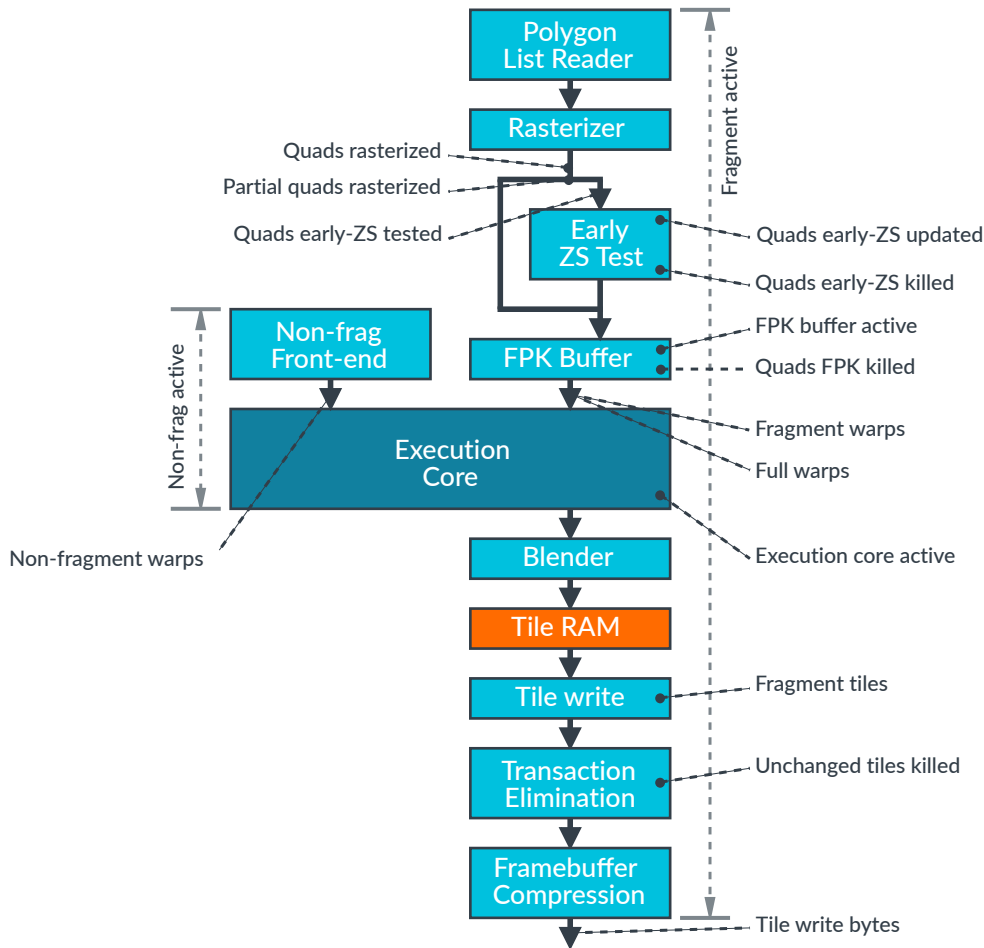 Polygon
List Reader
Fragment active
Rasterizer
Quads rasterized
Partial quads rasterized
Quads early-ZS tested
Early
ZS Test
Quads early-ZS updated
Quads early-ZS killed
Non-frag active
Non-frag
Front-end
FPK Buffer
FPK buffer active
Quads FPK killed
Fragment warps
Full warps
Execution
Core
Non-fragment warps
Execution core active
Blender
Tile RAM
Tile write
Fragment tiles
Transaction
Elimination
Unchanged tiles killed
Framebuffer
Compression
Tile write bytes